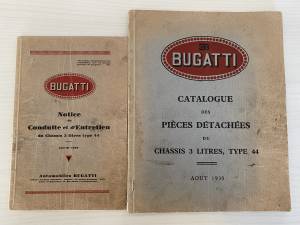 BUGATTI
Notice
de
Conduite et d'Entretien
du Chassis 3 litres type 44
Automobiles BUGATTI
BUGATTI
CATALOGUE
DES
PIÈCES DÉTACHÉES
DU
CHASSIS 3 LITRES, TYPE 44
AOUT 1930